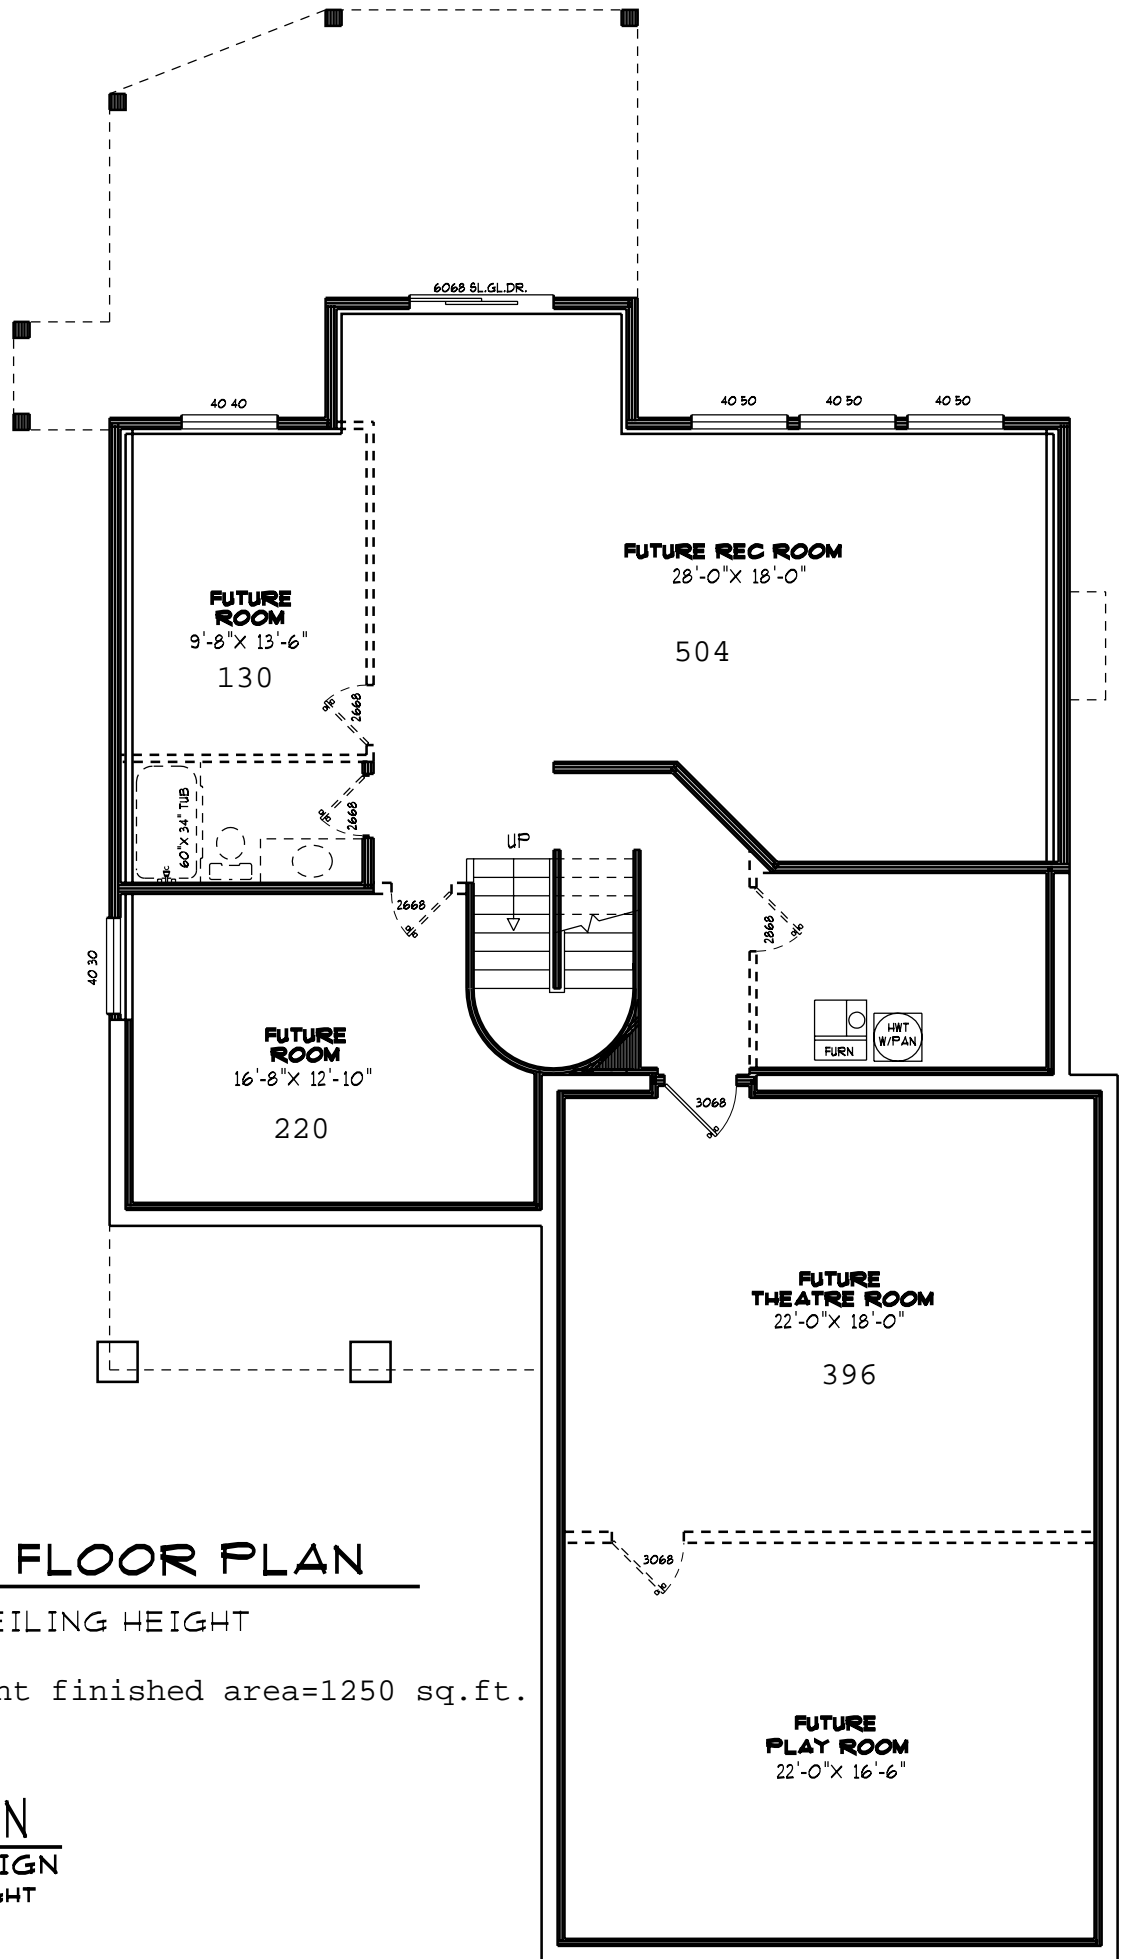 6068 SL.GL.DR.
40 40
40 50
40 50
40 50
FUTURE REC ROOM
28'-0"X 18'-0"
504
FUTURE
ROOM
9'-8"X 13'-6"
130
2668
2668
60"X 34" TUB
UP
2668
2868
40 30
FUTURE
ROOM
16'-8"X 12'-10"
220
FURN
HWT
W/PAN
3068
FUTURE
THEATRE ROOM
22'-0"X 18'-0"
396
FLOOR PLAN
EILING HEIGHT
nt finished area=1250 sq.ft.
3068
FUTURE
PLAY ROOM
22'-0"X 16'-6"
N
IGN
GHT